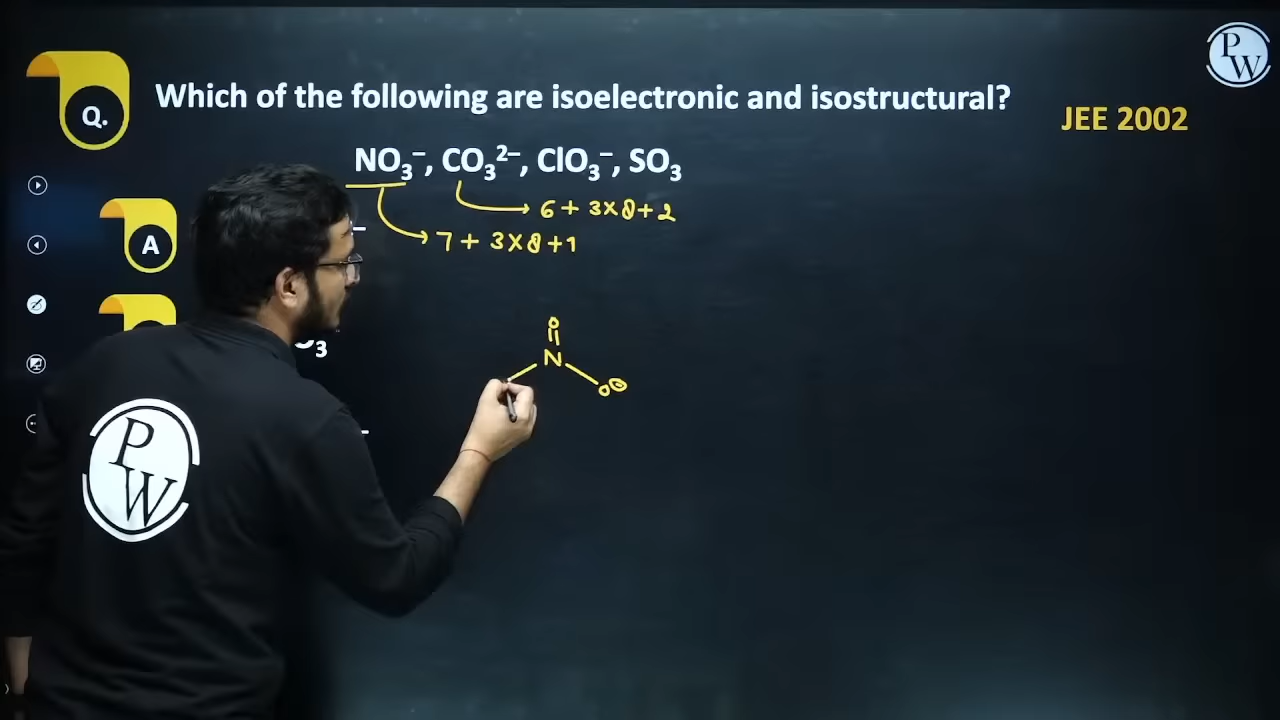 Q.
Which of the following are isoelectronic and isostructural?
P
W
JEE 2002
NO₃⁻, CO₃²⁻, ClO₃⁻, SO₃
6 + 3×8 + 2
7 + 3×8 + 1
A
–
O
N
O⊖
3
–
P
W